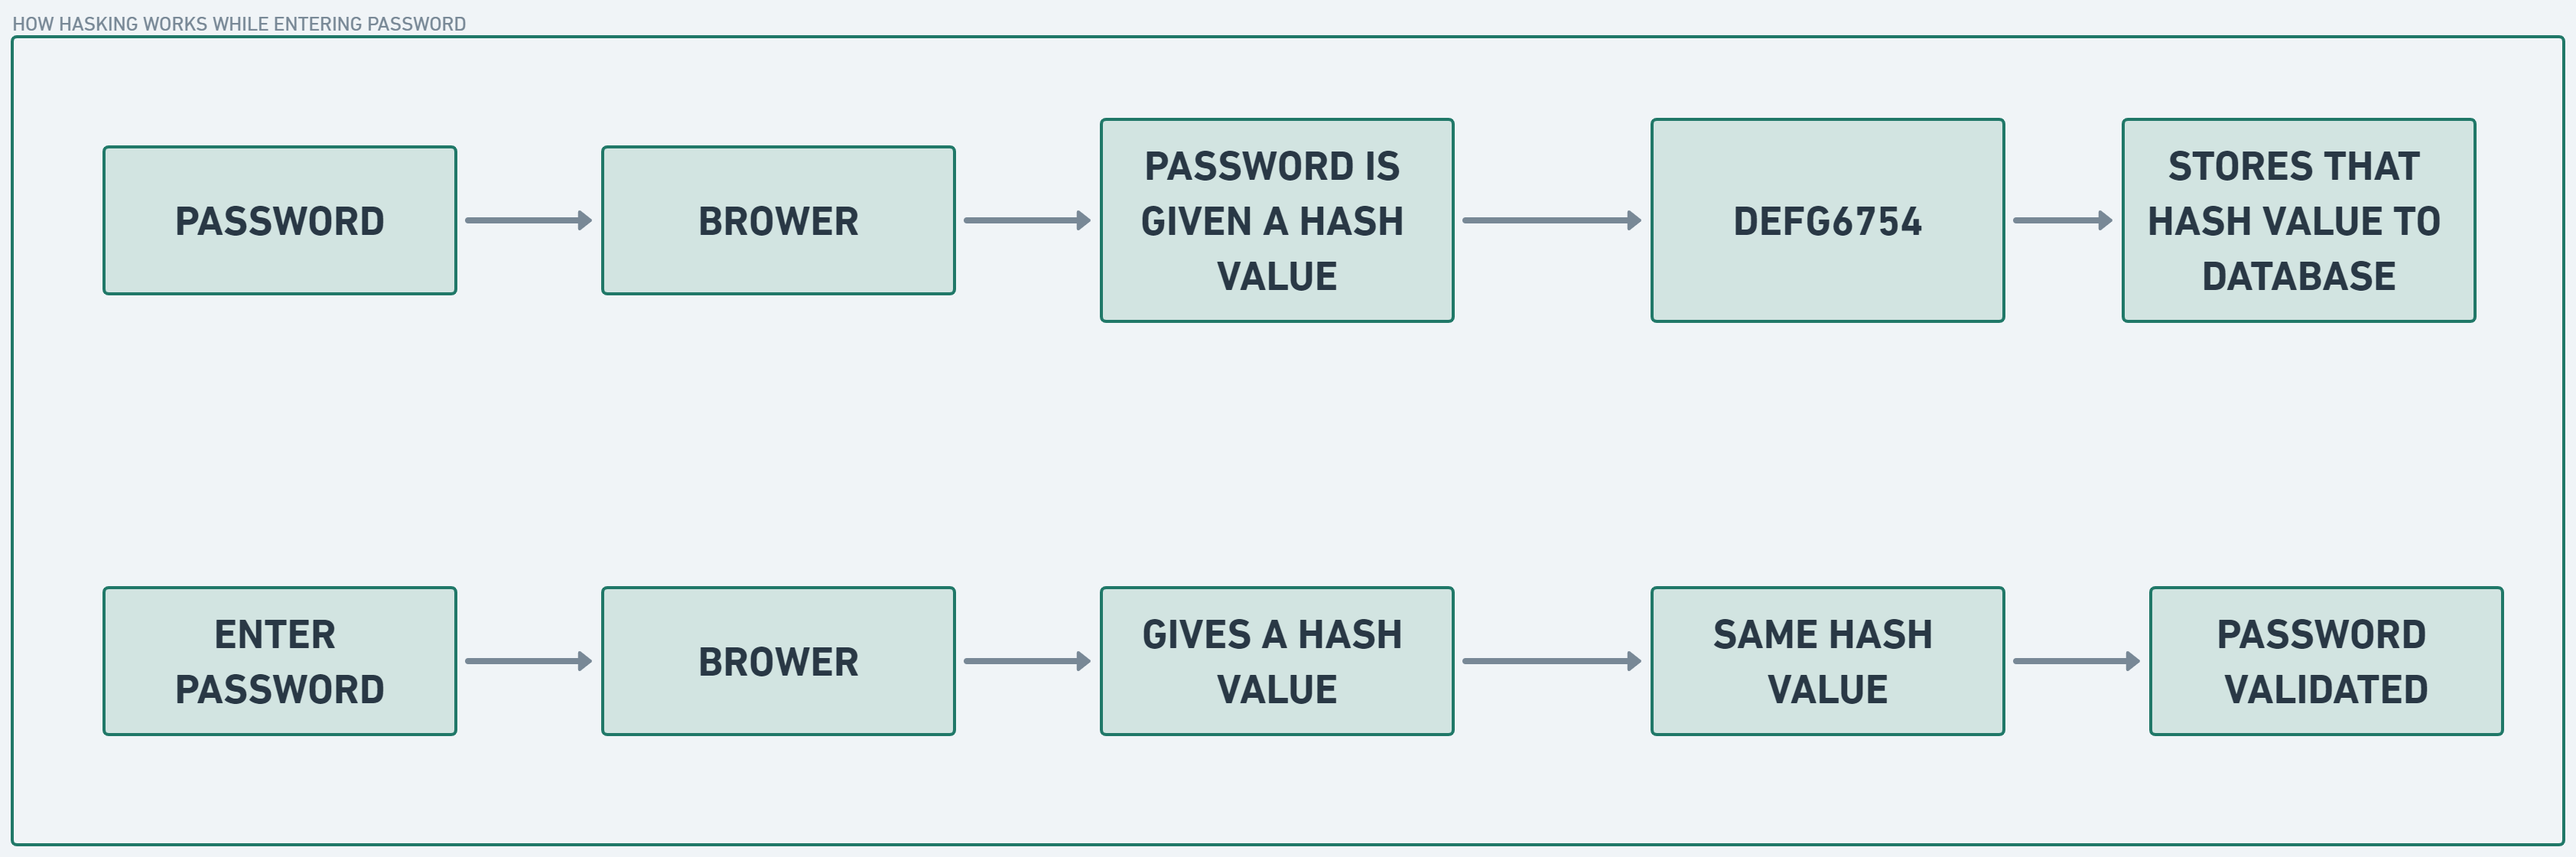 HOW HASKING WORKS WHILE ENTERING PASSWORD
PASSWORD
BROWER
PASSWORD IS
GIVEN A HASH
VALUE
DEFG6754
STORES THAT
HASH VALUE TO
DATABASE
ENTER
PASSWORD
BROWER
GIVES A HASH
VALUE
SAME HASH
VALUE
PASSWORD
VALIDATED